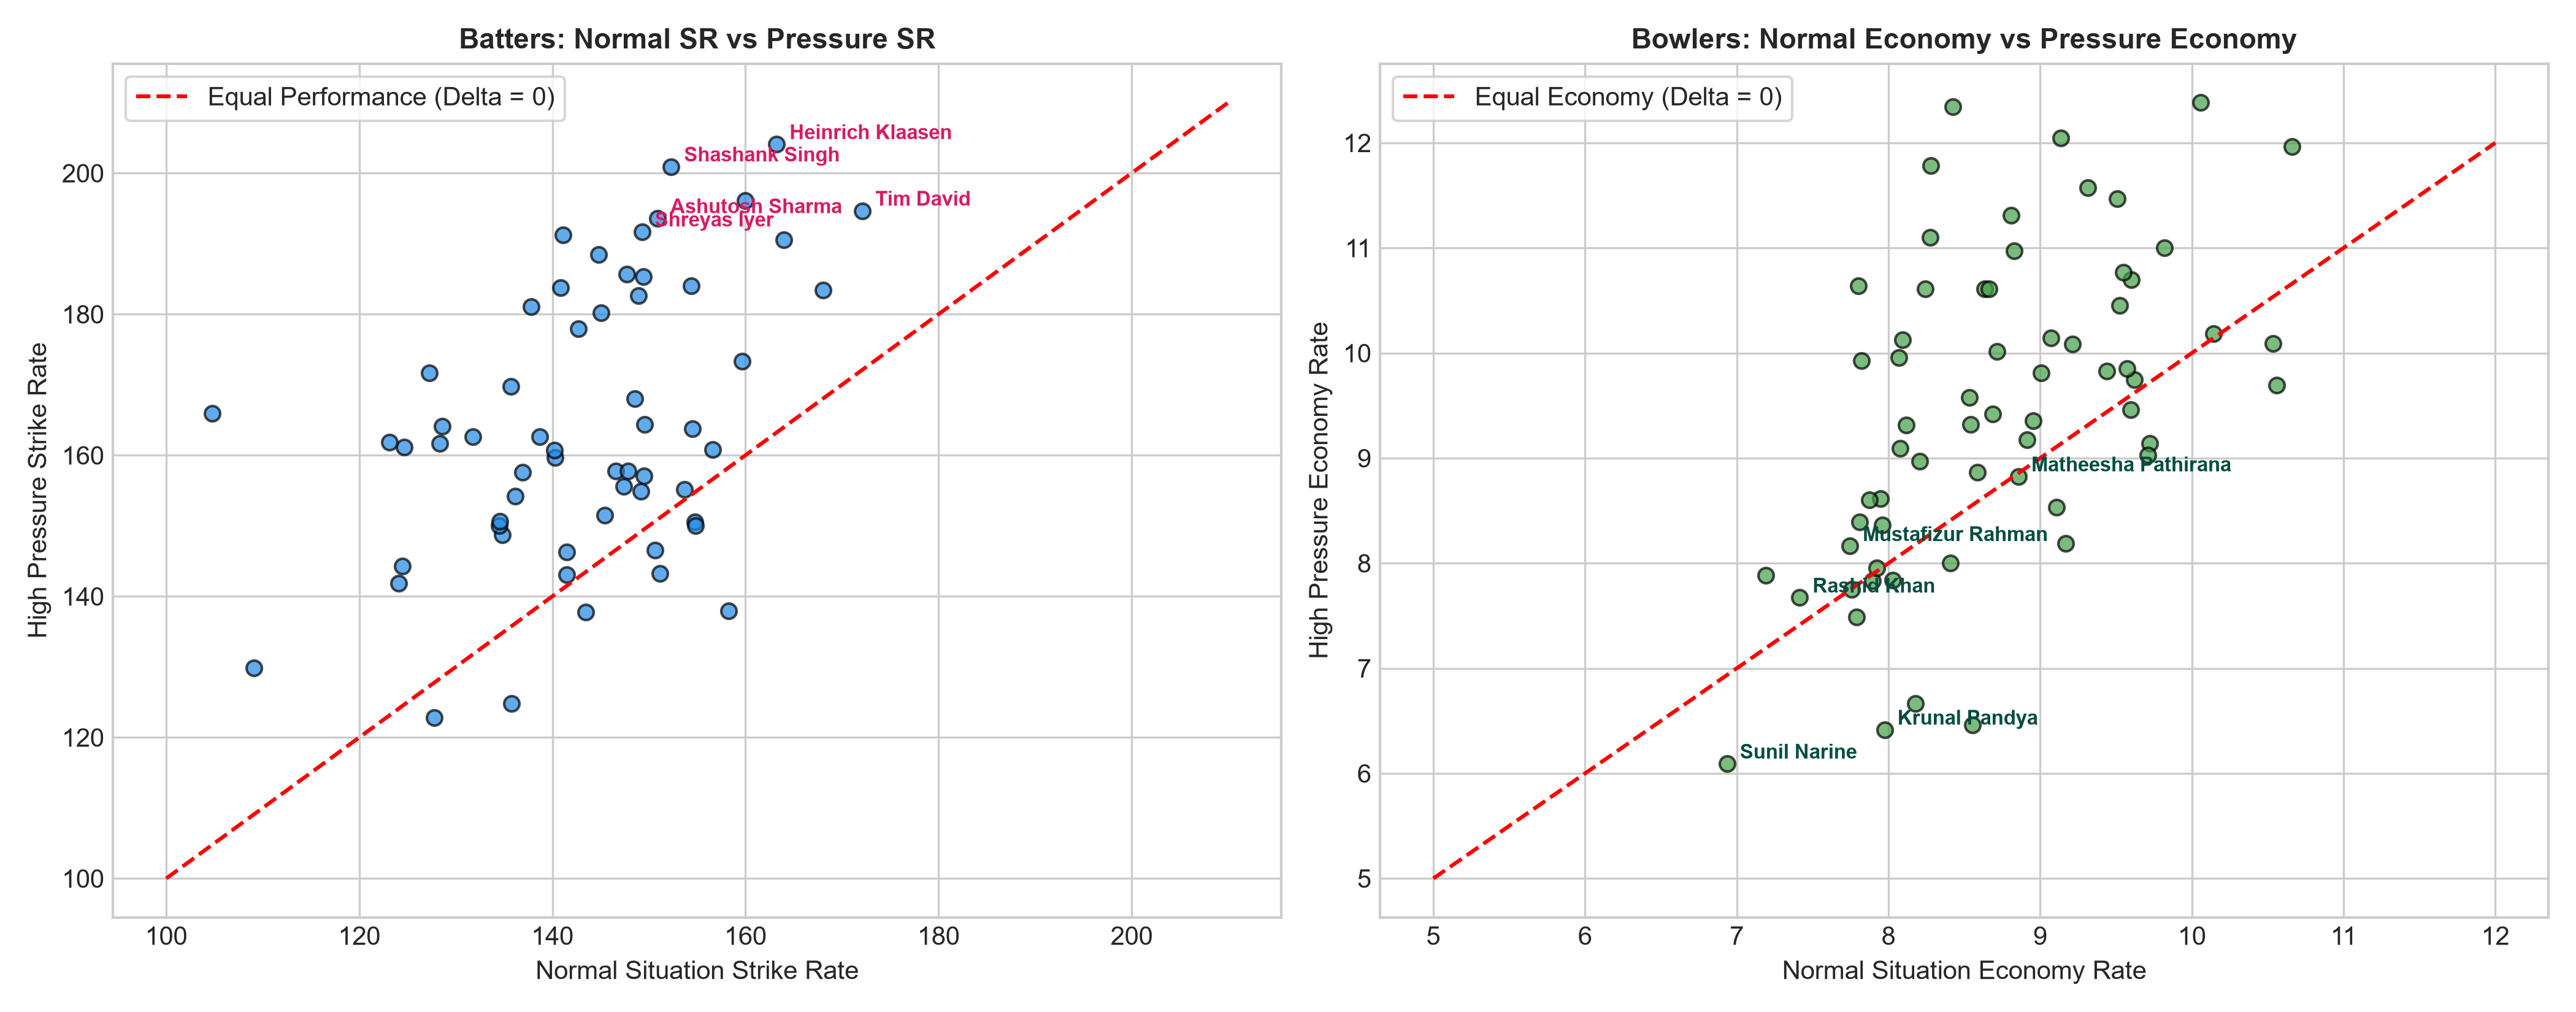 Batters: Normal SR vs Pressure SR
Equal Performance (Delta = 0)
Heinrich Klaasen
Shashank Singh
Tim David
Ashutosh Sharma
Shreyas Iyer
200
180
160
140
120
100
High Pressure Strike Rate
100 120 140 160 180 200
Normal Situation Strike Rate
Bowlers: Normal Economy vs Pressure Economy
Equal Economy (Delta = 0)
Matheesha Pathirana
Mustafizur Rahman
Rashid Khan
Krunal Pandya
Sunil Narine
12
11
10
9
8
7
6
5
High Pressure Economy Rate
5 6 7 8 9 10 11 12
Normal Situation Economy Rate